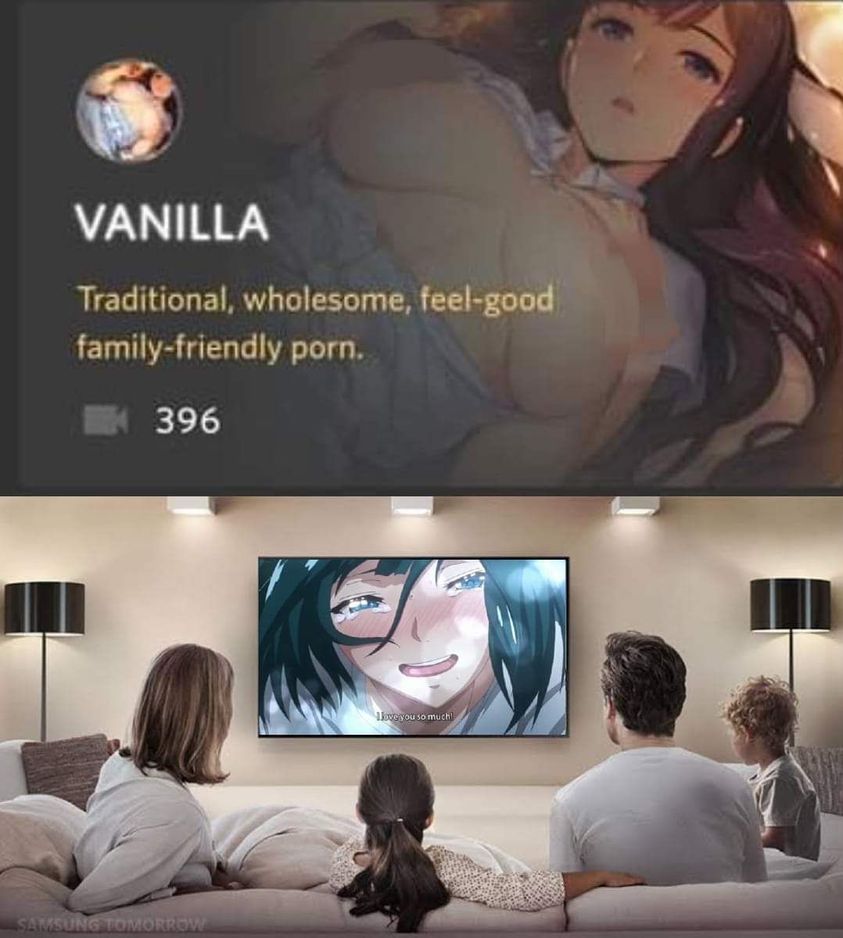 VANILLA
Traditional, wholesome, feel-good
family-friendly porn.
396
I love you so much!
SAMSUNG TOMORROW